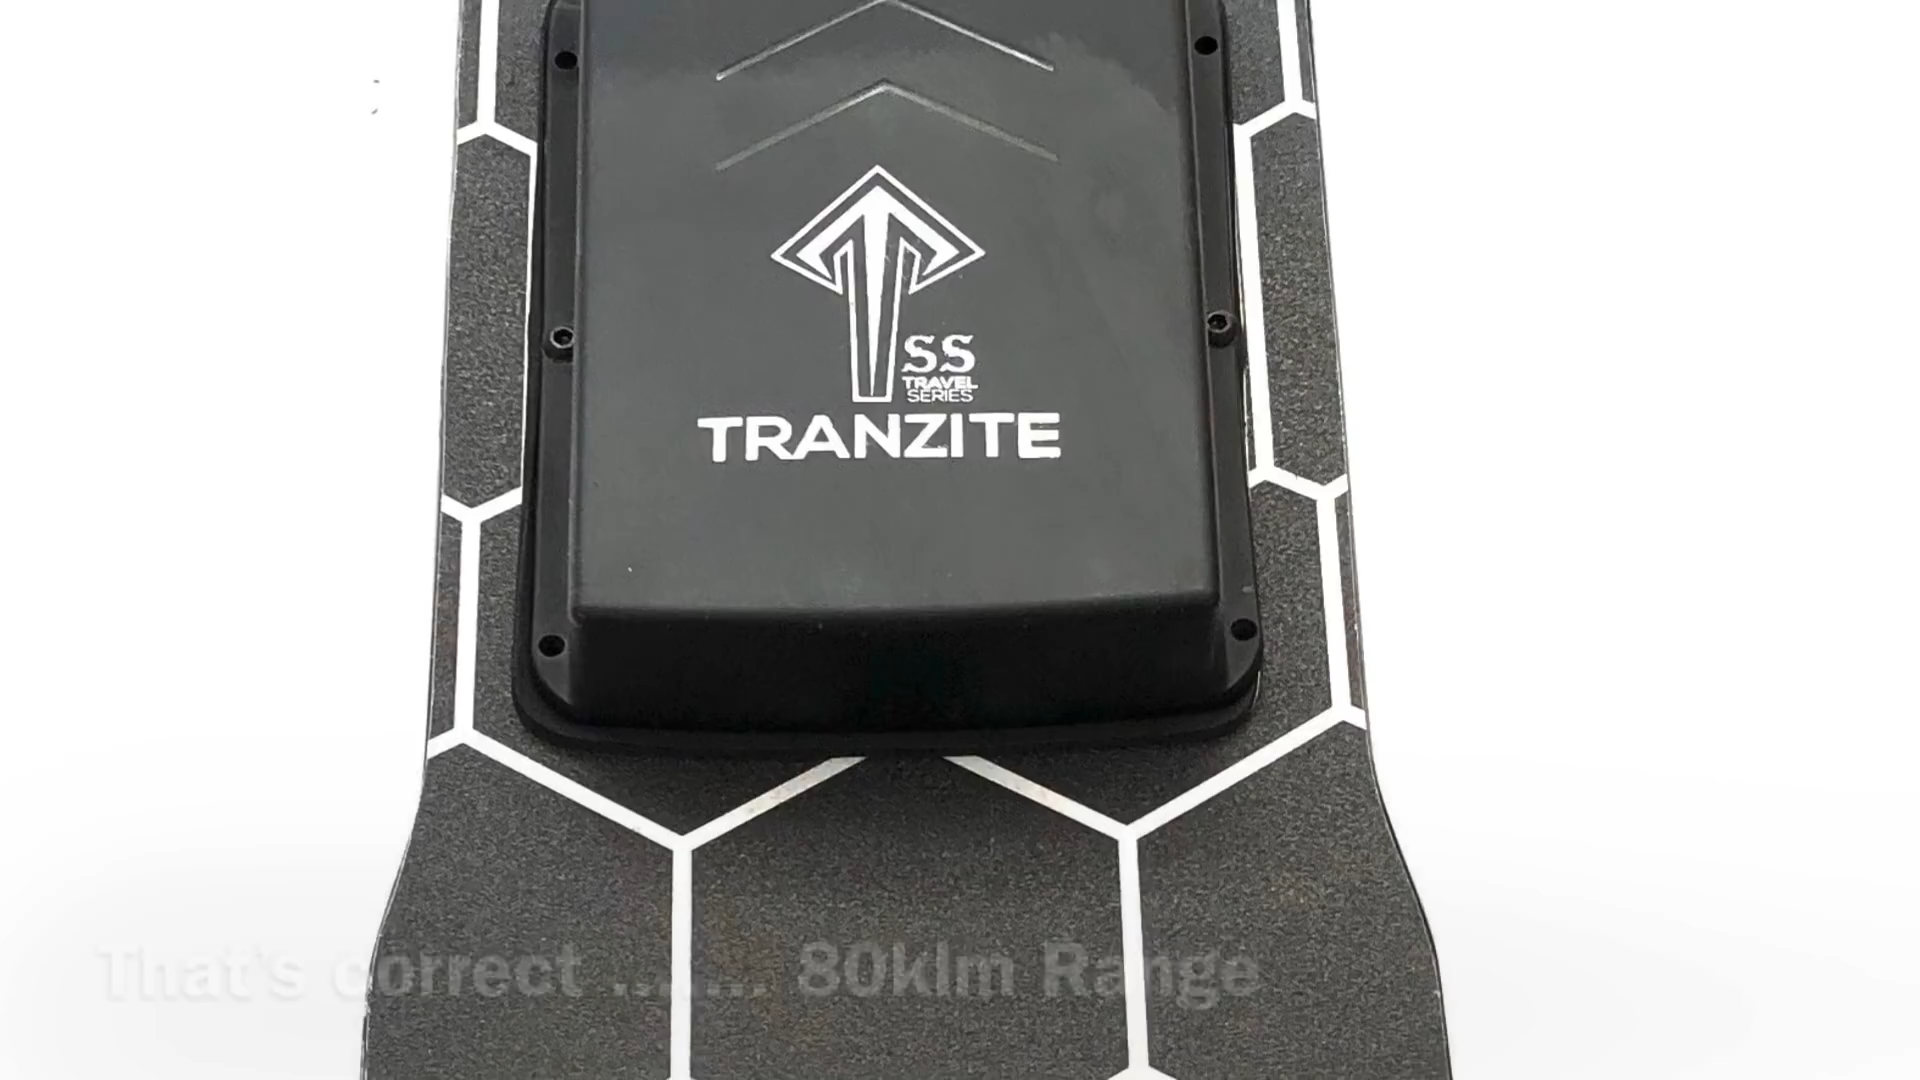 SS
TRAVEL
SERIES
TRANZITE
That's correct ....... 80klm Range